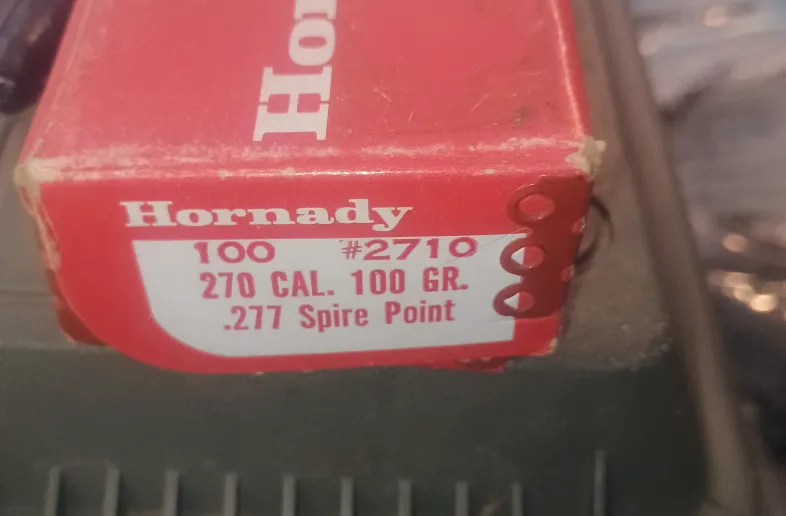 Hor
Hornady
100 #2710
270 CAL. 100 GR.
.277 Spire Point